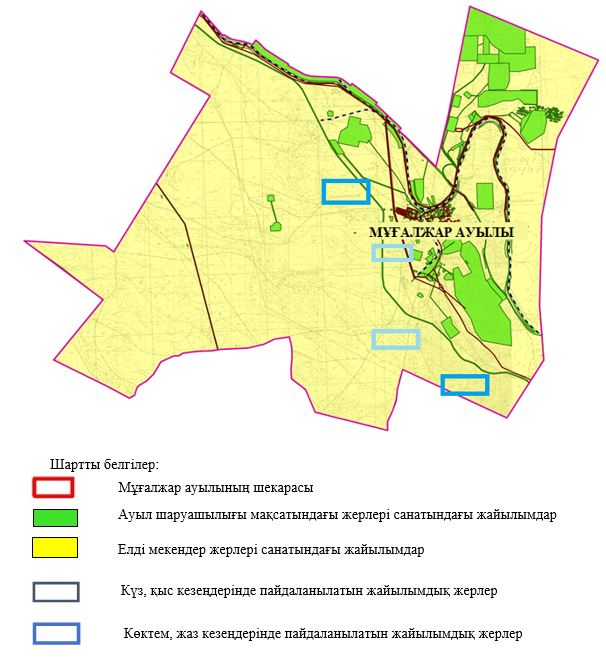 МҰҒАЛЖАР АУЫЛЫ
Шартты белгілер:
Мұғалжар ауылының шекарасы
Ауыл шаруашылығы мақсатындағы жерлері санатындағы жайылымдар
Елді мекендер жерлері санатындағы жайылымдар
Күз, қыс кезеңдерінде пайдаланылатын жайылымдық жерлер
Көктем, жаз кезеңдерінде пайдаланылатын жайылымдық жерлер